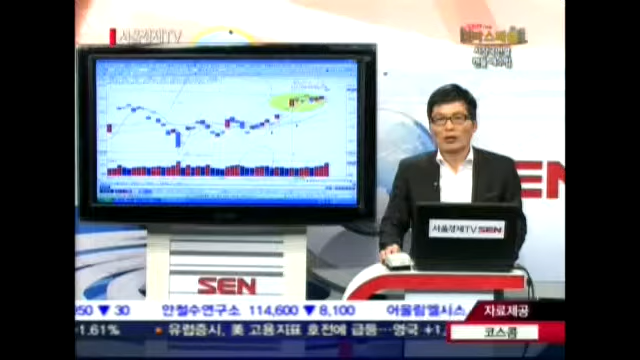 서울경제TV
SEN
서울경제TV SEN
SEN
950 ▼ 30 안철수연구소 114,600 ▼ 8,100 어울림엘시스
자료제공
-1.61% 유럽증시, 美 고용지표 호전에 급등…영국 +1.
코스콤